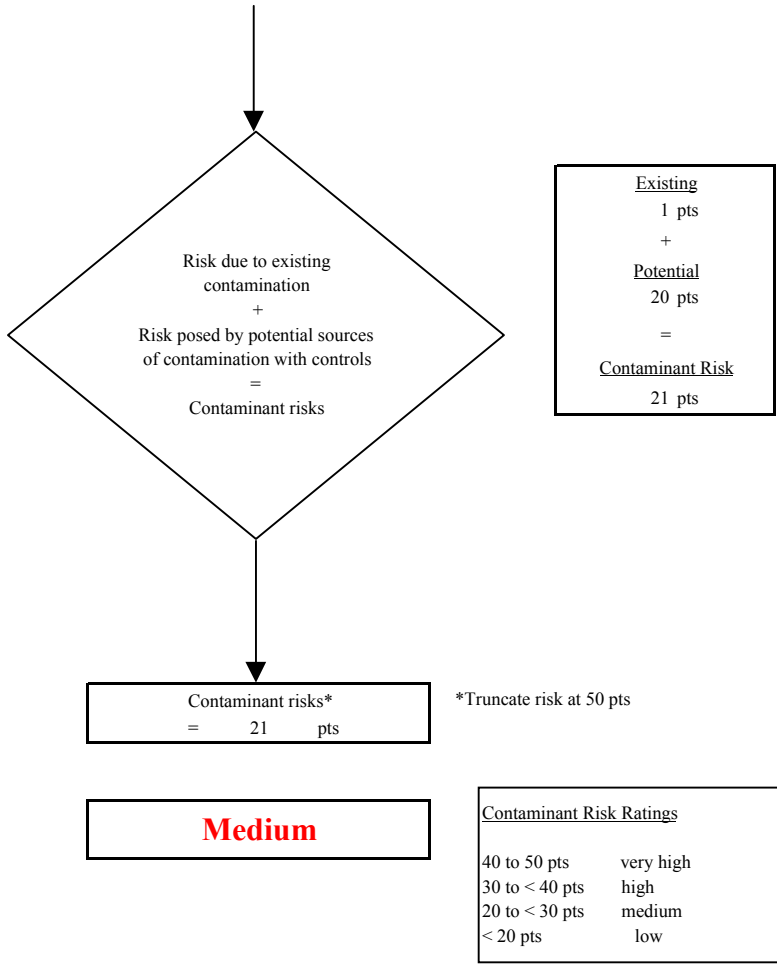 Risk due to existing
contamination
+
Risk posed by potential sources
of contamination with controls
=
Contaminant risks
Existing
1 pts
+
Potential
20 pts
=
Contaminant Risk
21 pts
Contaminant risks*
= 21 pts
*Truncate risk at 50 pts
Medium
Contaminant Risk Ratings
40 to 50 pts very high
30 to < 40 pts high
20 to < 30 pts medium
< 20 pts low